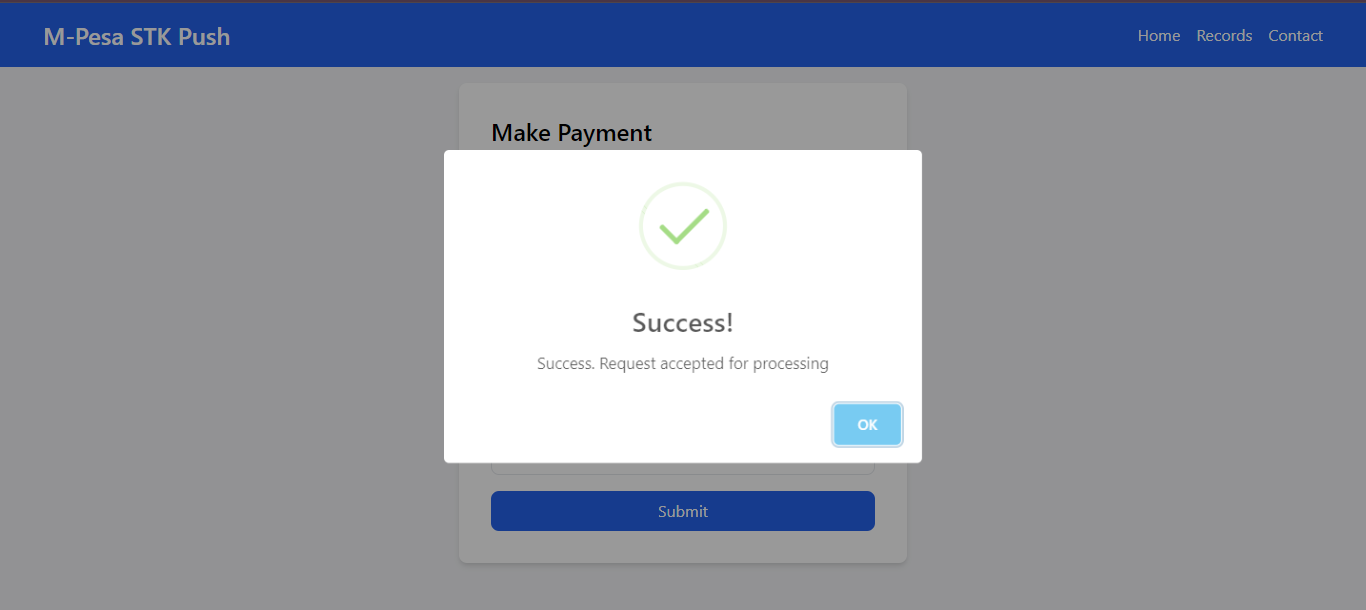 M-Pesa STK Push
Home Records Contact
Make Payment
Success!
Success. Request accepted for processing
OK
Submit